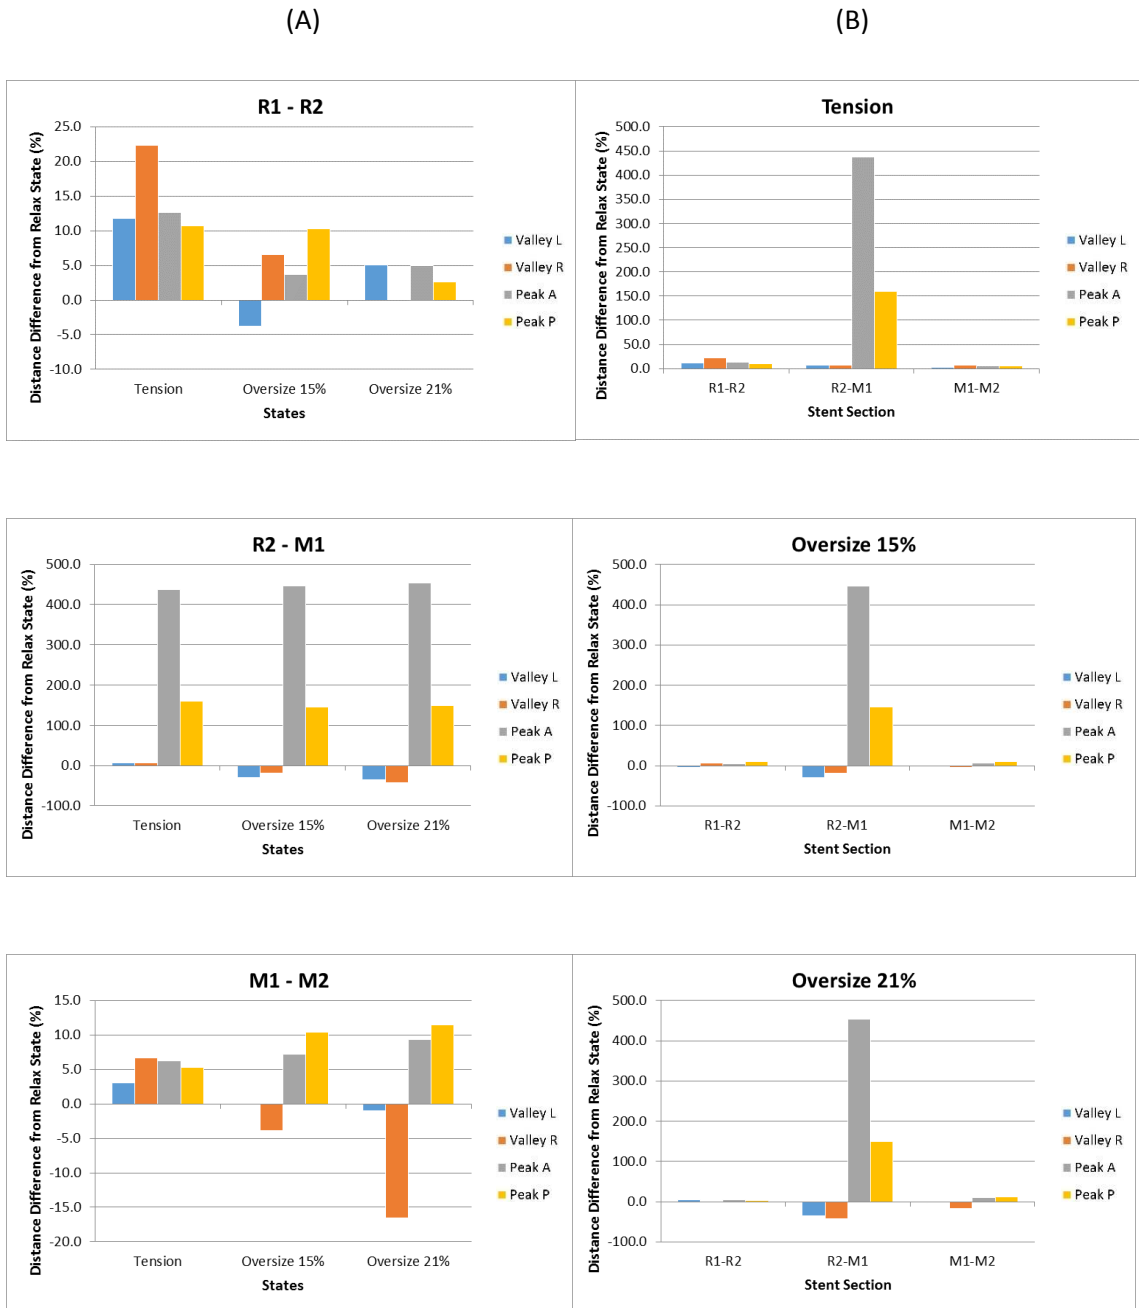 (A)
(B)
R1 - R2
Distance Difference from Relax State (%)
25.0
20.0
15.0
10.0
5.0
0.0
-5.0
-10.0
Tension
Oversize 15%
Oversize 21%
States
Valley L
Valley R
Peak A
Peak P
Tension
Distance Difference from Relax State (%)
500.0
450.0
400.0
350.0
300.0
250.0
200.0
150.0
100.0
50.0
0.0
R1-R2
R2-M1
M1-M2
Stent Section
Valley L
Valley R
Peak A
Peak P
R2 - M1
Distance Difference from Relax State (%)
500.0
400.0
300.0
200.0
100.0
0.0
-100.0
Tension
Oversize 15%
Oversize 21%
States
Valley L
Valley R
Peak A
Peak P
Oversize 15%
Distance Difference from Relax State (%)
500.0
400.0
300.0
200.0
100.0
0.0
-100.0
R1-R2
R2-M1
M1-M2
Stent Section
Valley L
Valley R
Peak A
Peak P
M1 - M2
Distance Difference from Relax State (%)
15.0
10.0
5.0
0.0
-5.0
-10.0
-15.0
-20.0
Tension
Oversize 15%
Oversize 21%
States
Valley L
Valley R
Peak A
Peak P
Oversize 21%
Distance Difference from Relax State (%)
500.0
400.0
300.0
200.0
100.0
0.0
-100.0
R1-R2
R2-M1
M1-M2
Stent Section
Valley L
Valley R
Peak A
Peak P